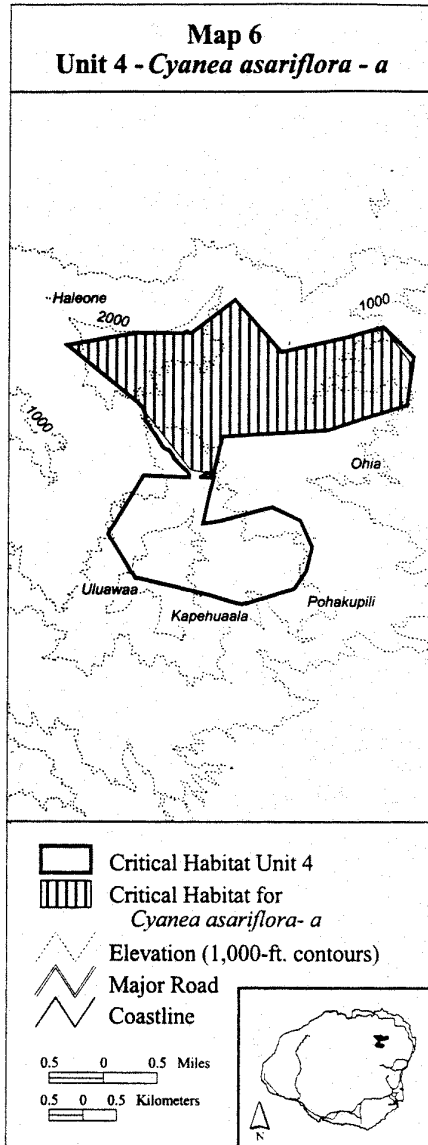 Map 6
Unit 4 - Cyanea asariflora - a
Haleone
2000
1000
1000
Ohia
Uluawaa
Kapehuaala
Pohakupili
Critical Habitat Unit 4
Critical Habitat for
Cyanea asariflora- a
Elevation (1,000-ft. contours)
Major Road
Coastline
0.5 0 0.5 Miles
0.5 0 0.5 Kilometers
N